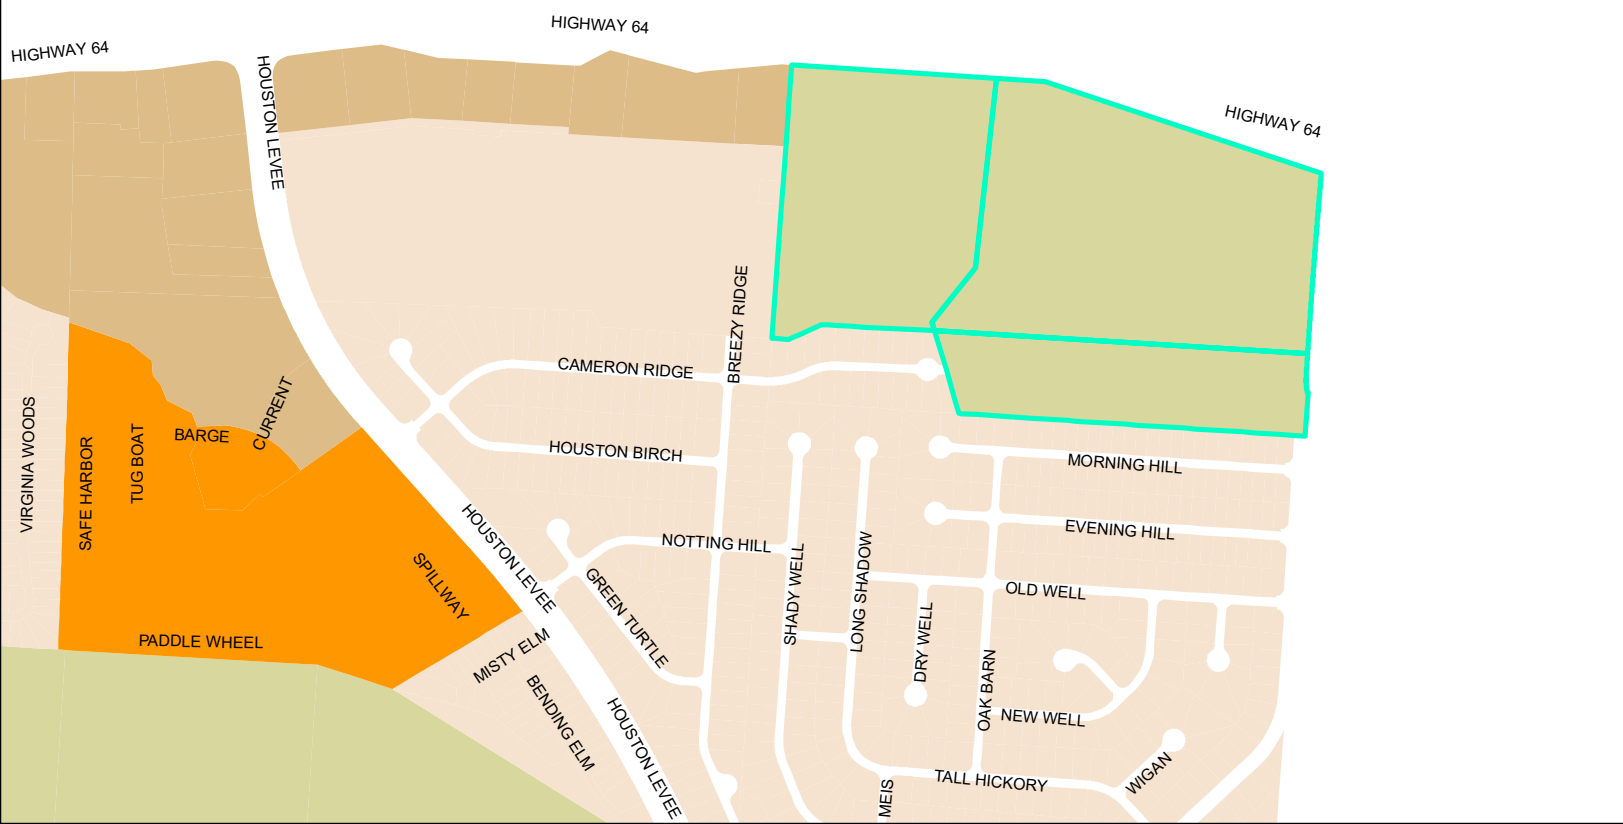 HIGHWAY 64
HIGHWAY 64
HIGHWAY 64
HOUSTON LEVEE
BREEZY RIDGE
CAMERON RIDGE
CURRENT
VIRGINIA WOODS
SAFE HARBOR
TUG BOAT
BARGE
HOUSTON BIRCH
MORNING HILL
EVENING HILL
HOUSTON LEVEE
NOTTING HILL
SPILLWAY
GREEN TURTLE
SHADY WELL
LONG SHADOW
DRY WELL
OLD WELL
PADDLE WHEEL
MISTY ELM
BENDING ELM
HOUSTON LEVEE
OAK BARN
NEW WELL
TALL HICKORY
WIGAN
MEIS